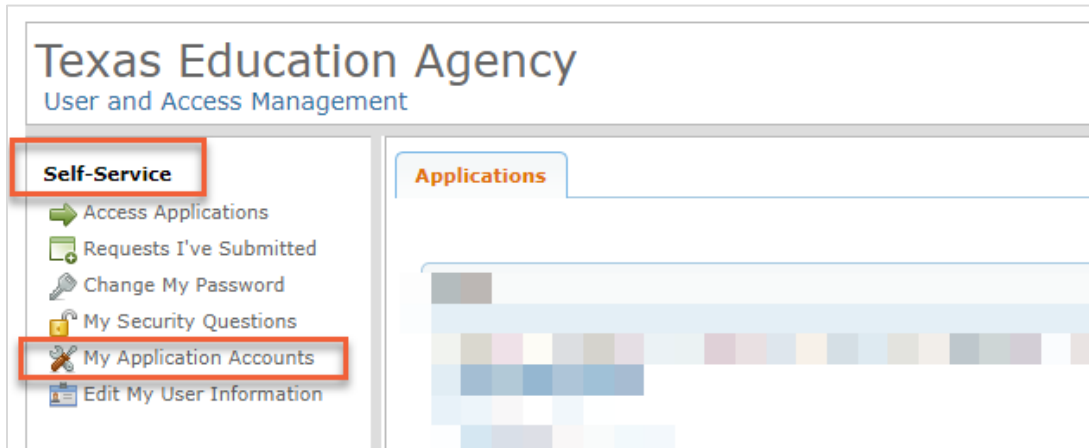 Texas Education Agency
User and Access Management
Self-Service
Access Applications
Requests I've Submitted
Change My Password
My Security Questions
My Application Accounts
Edit My User Information
Applications